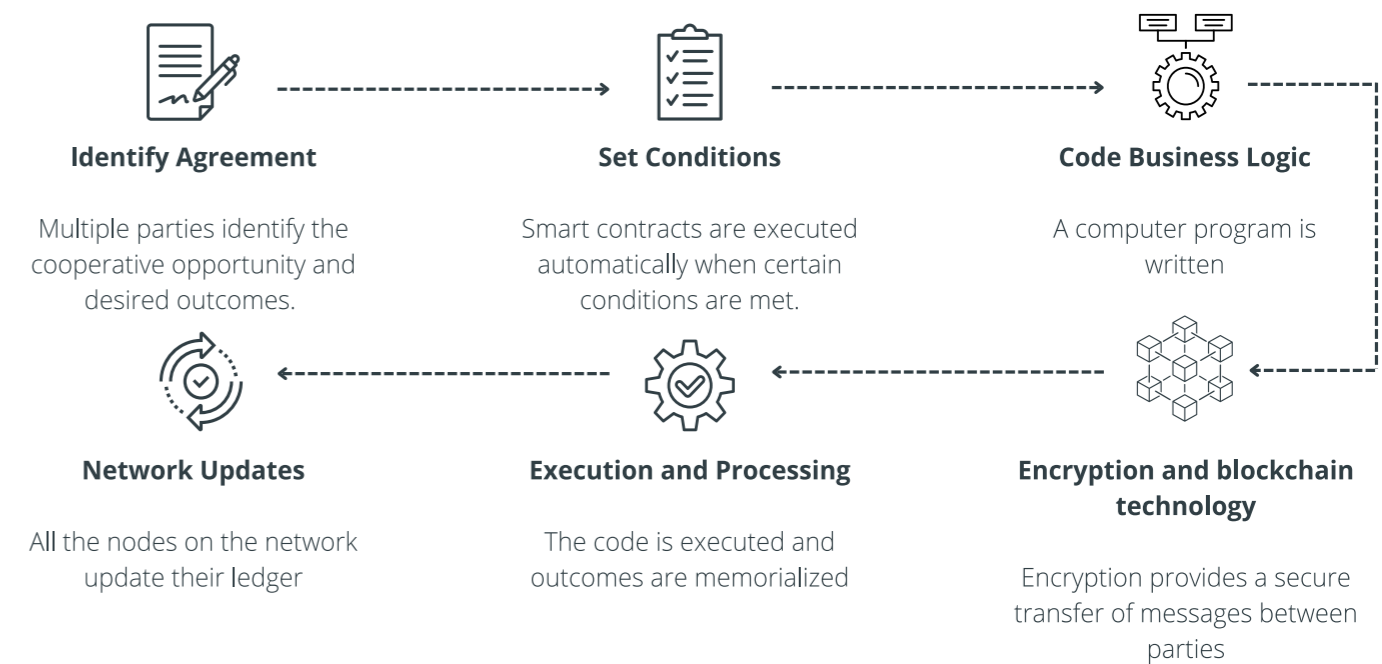 Identify Agreement
Multiple parties identify the
cooperative opportunity and
desired outcomes.
Set Conditions
Smart contracts are executed
automatically when certain
conditions are met.
Code Business Logic
A computer program is
written
Encryption and blockchain
technology
Encryption provides a secure
transfer of messages between
parties
Execution and Processing
The code is executed and
outcomes are memorialized
Network Updates
All the nodes on the network
update their ledger